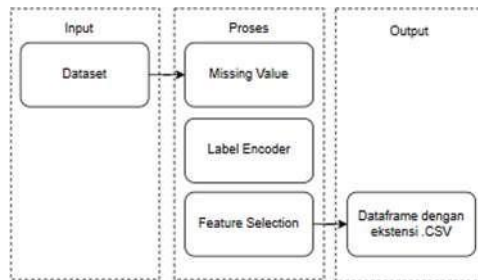 Input
Proses
Output
Dataset
Missing Value
Label Encoder
Feature Selection
Dataframe dengan
ekstensi .CSV